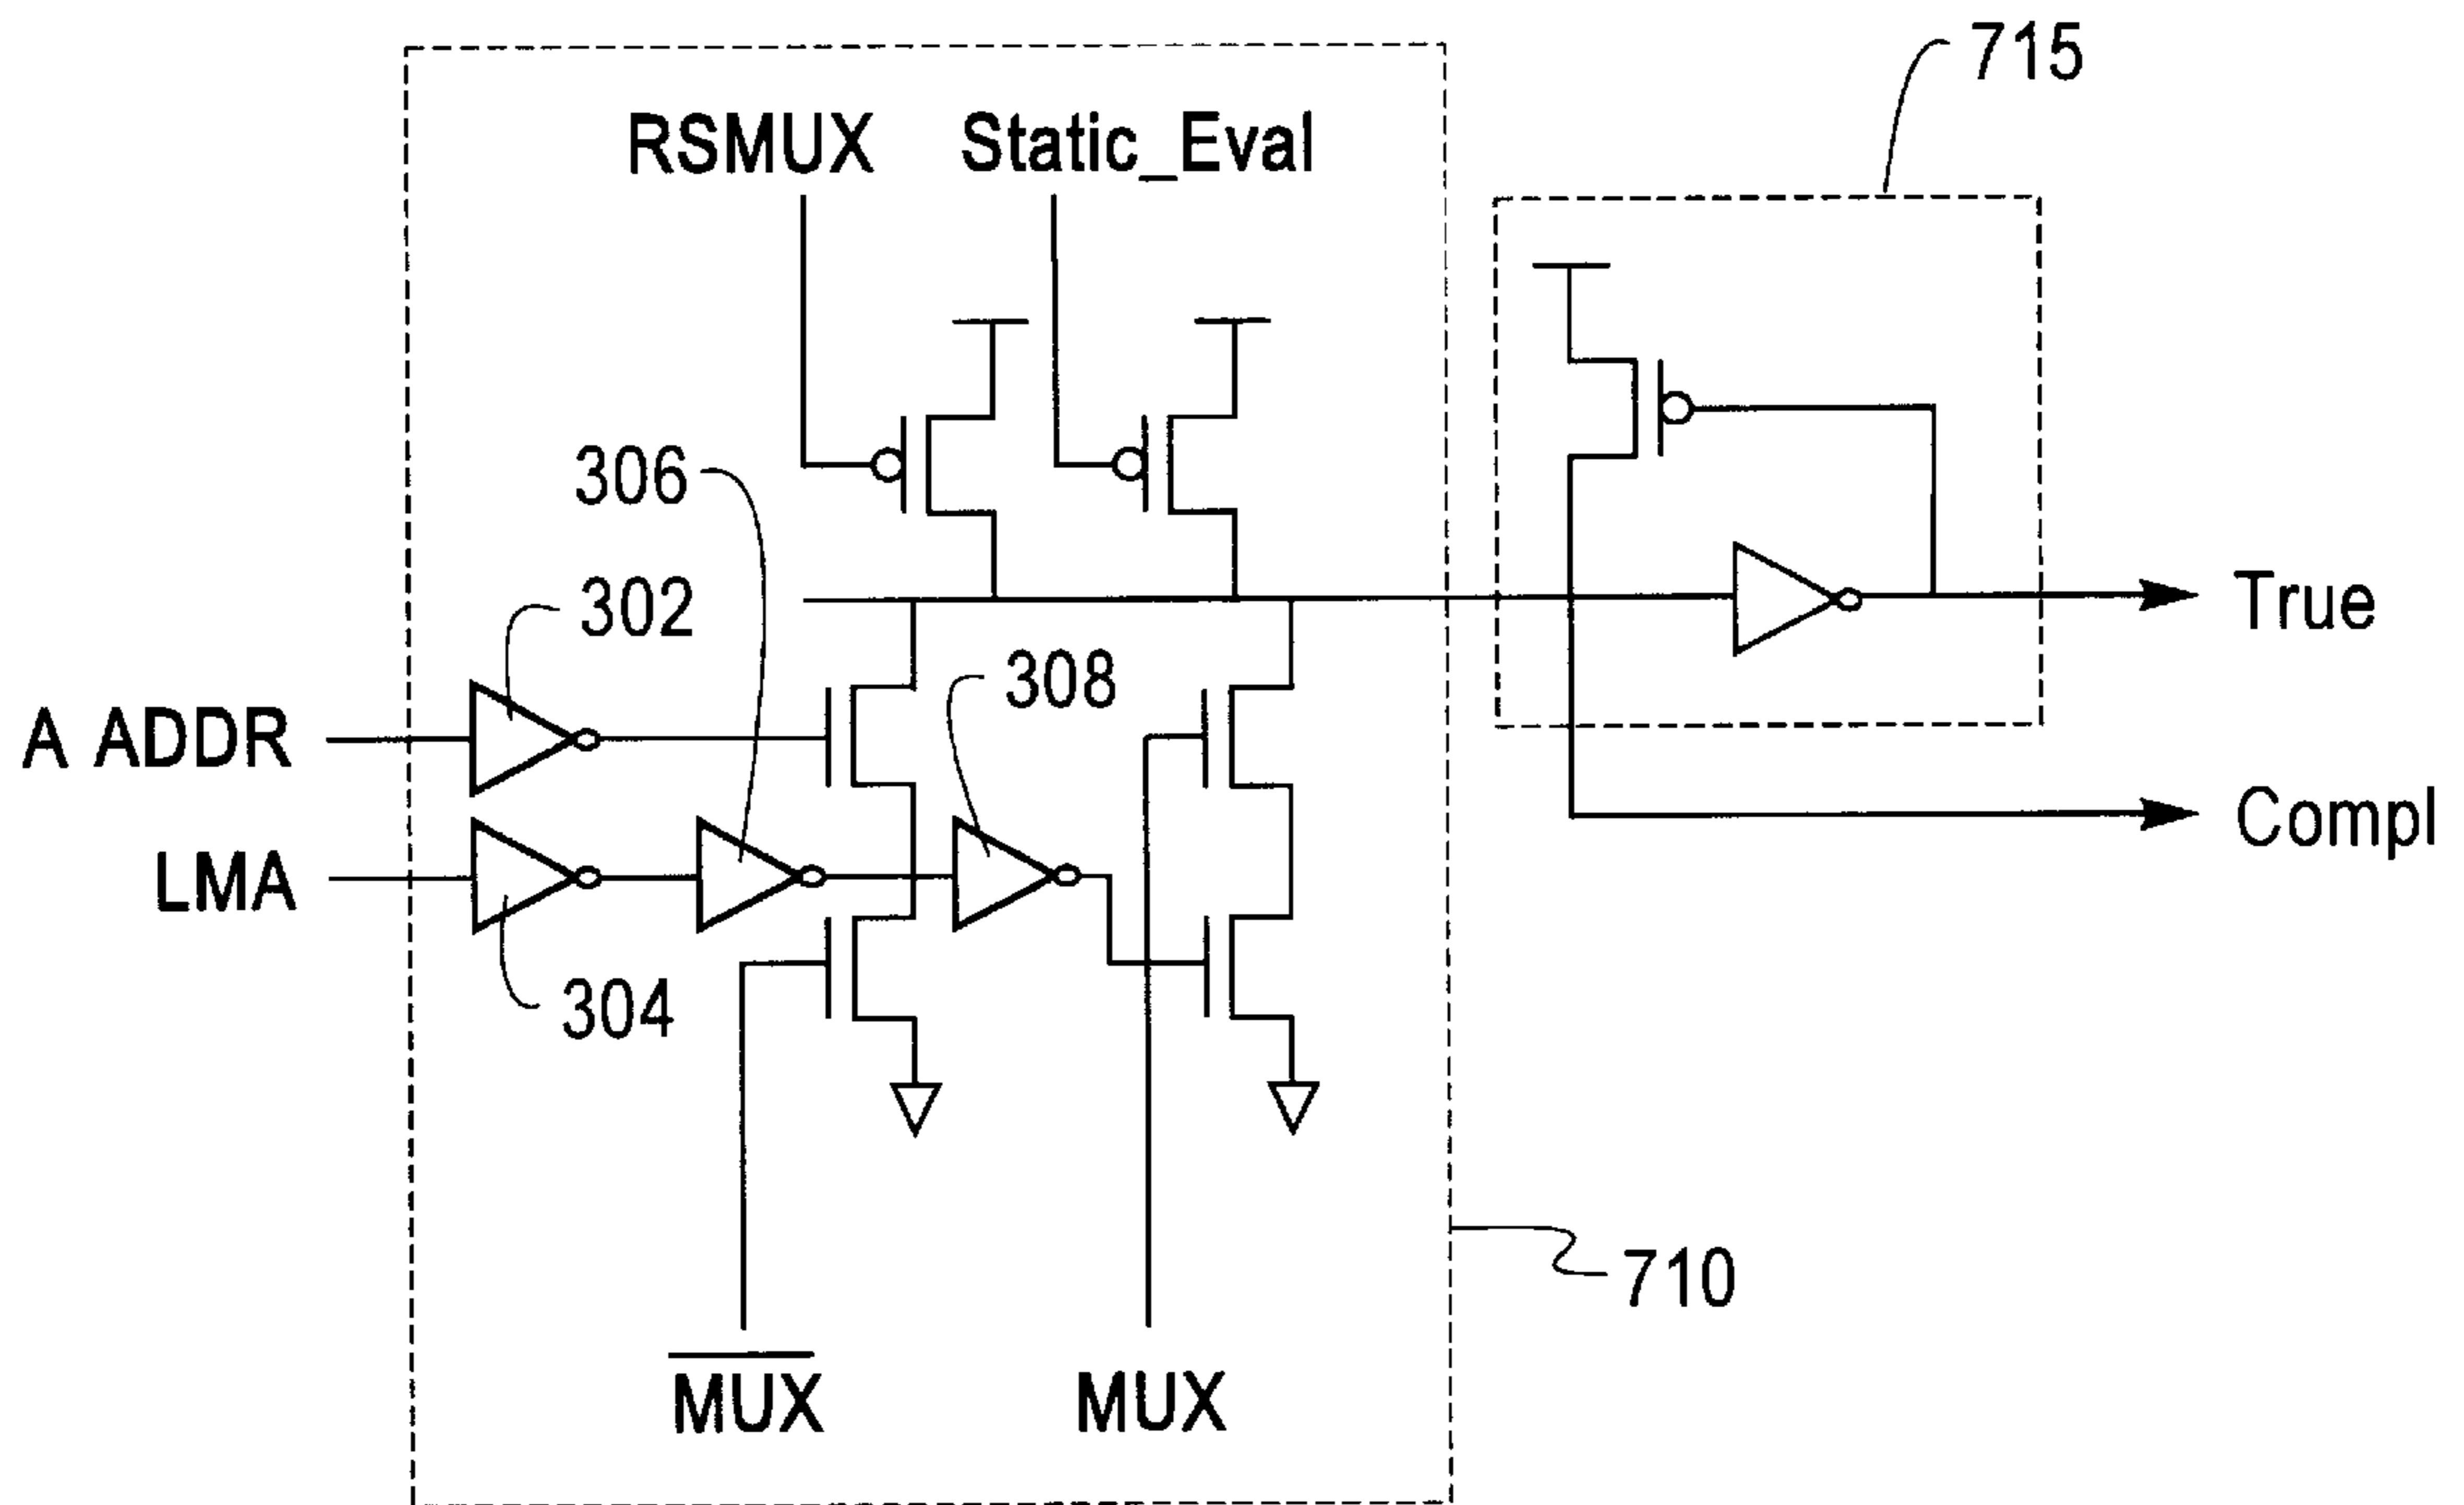 715
RSMUX
Static_Eval
306
302
308
True
A ADDR
Compl
LMA
304
710
MUX
MUX